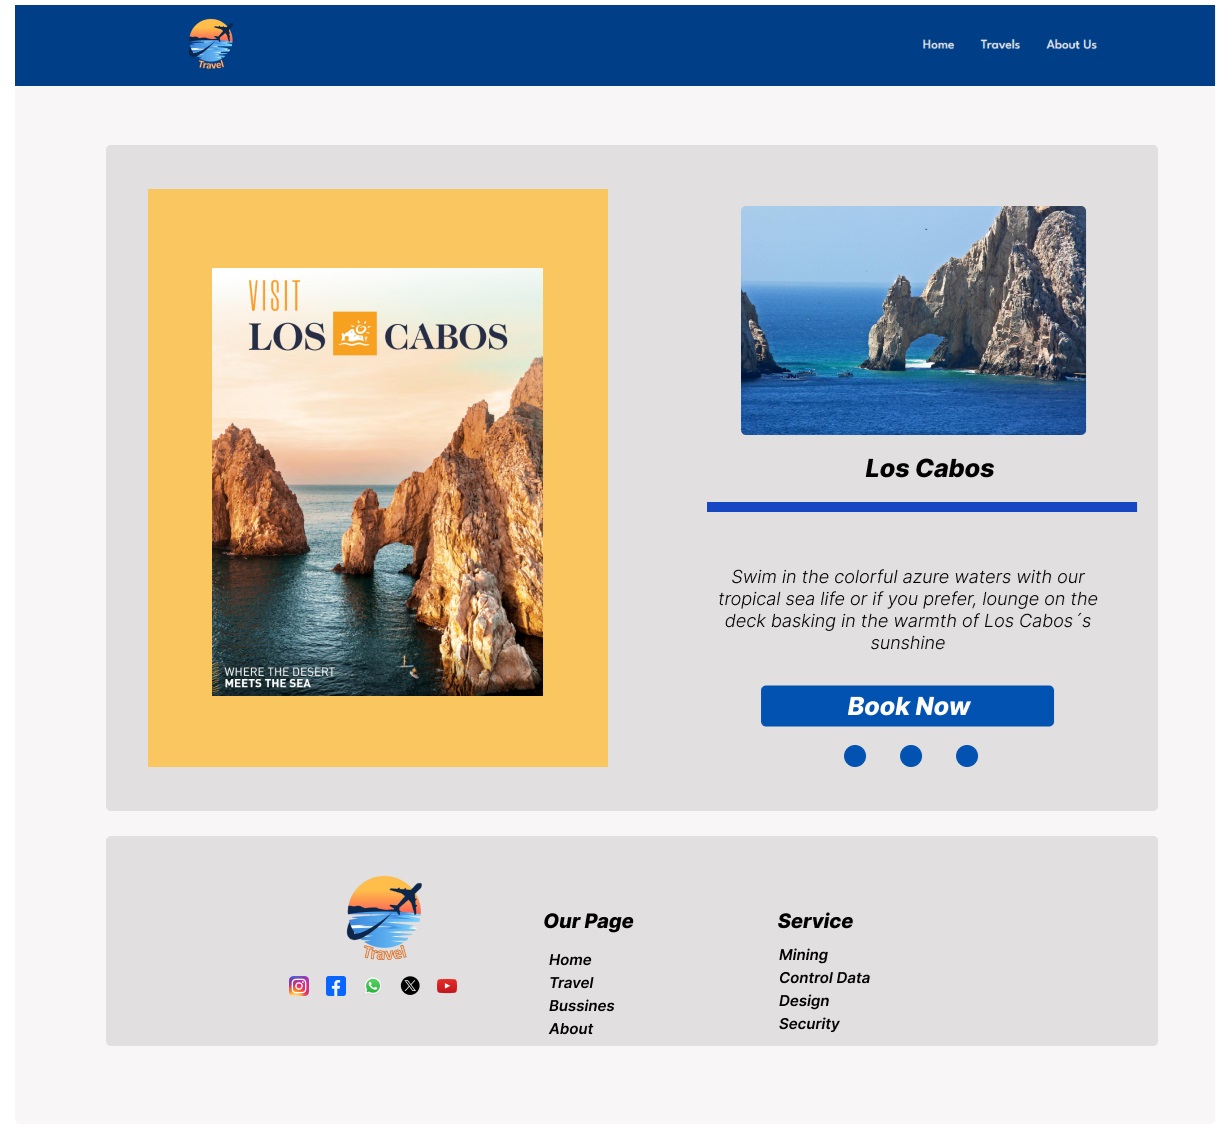 Travel
Home Travels About Us
VISIT
LOS CABOS
WHERE THE DESERT
MEETS THE SEA
Los Cabos
Swim in the colorful azure waters with our
tropical sea life or if you prefer, lounge on the
deck basking in the warmth of Los Cabos´s
sunshine
Book Now
Travel
Our Page
Home
Travel
Bussines
About
Service
Mining
Control Data
Design
Security